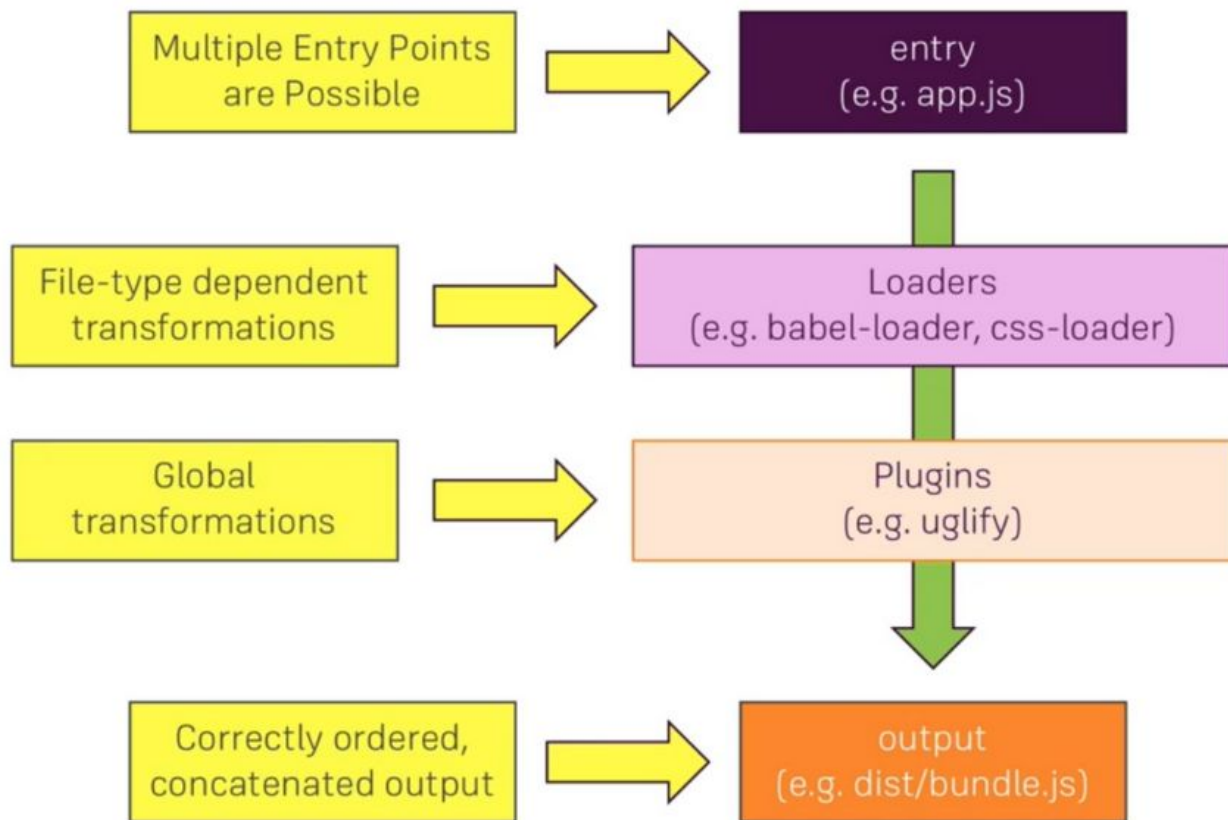 Multiple Entry Points
are Possible
entry
(e.g. app.js)
File-type dependent
transformations
Loaders
(e.g. babel-loader, css-loader)
Global
transformations
Plugins
(e.g. uglify)
Correctly ordered,
concatenated output
output
(e.g. dist/bundle.js)